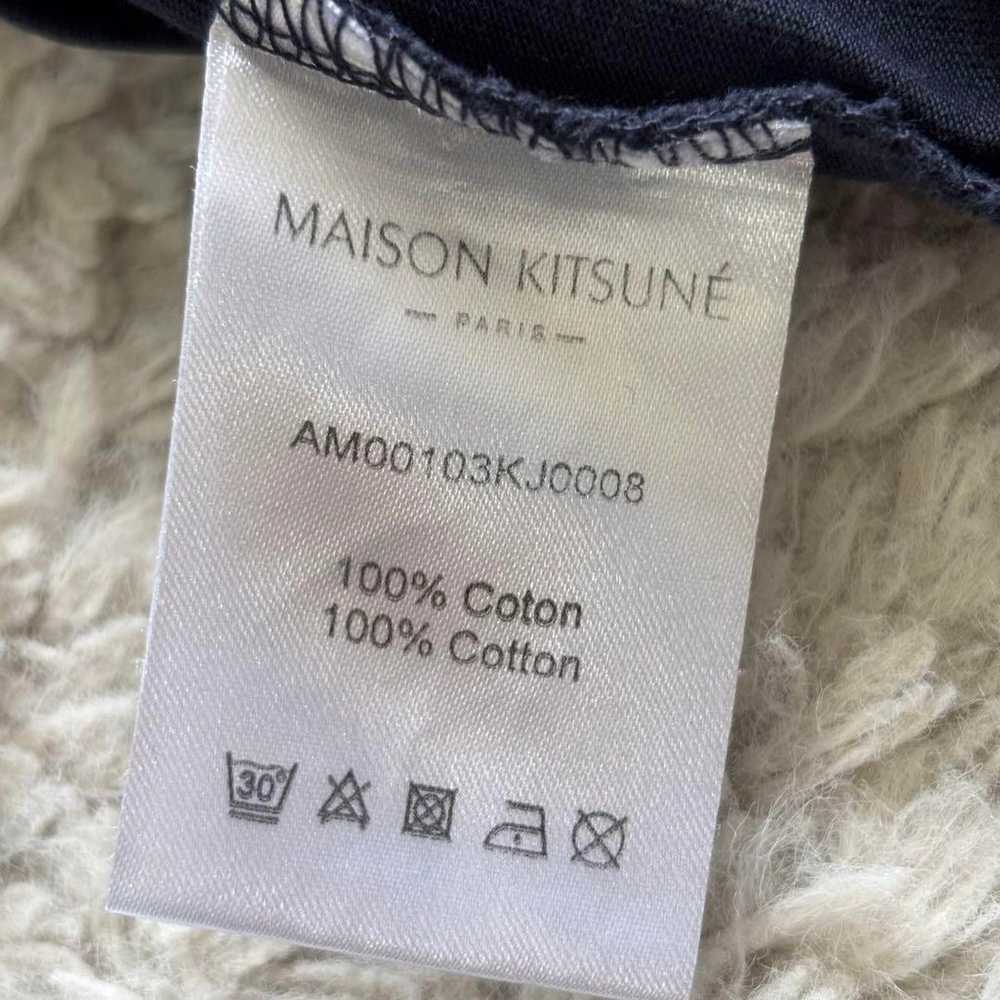 MAISON KITSUNÉ
— PARIS —
AM00103KJ0008
100% Coton
100% Cotton
30°